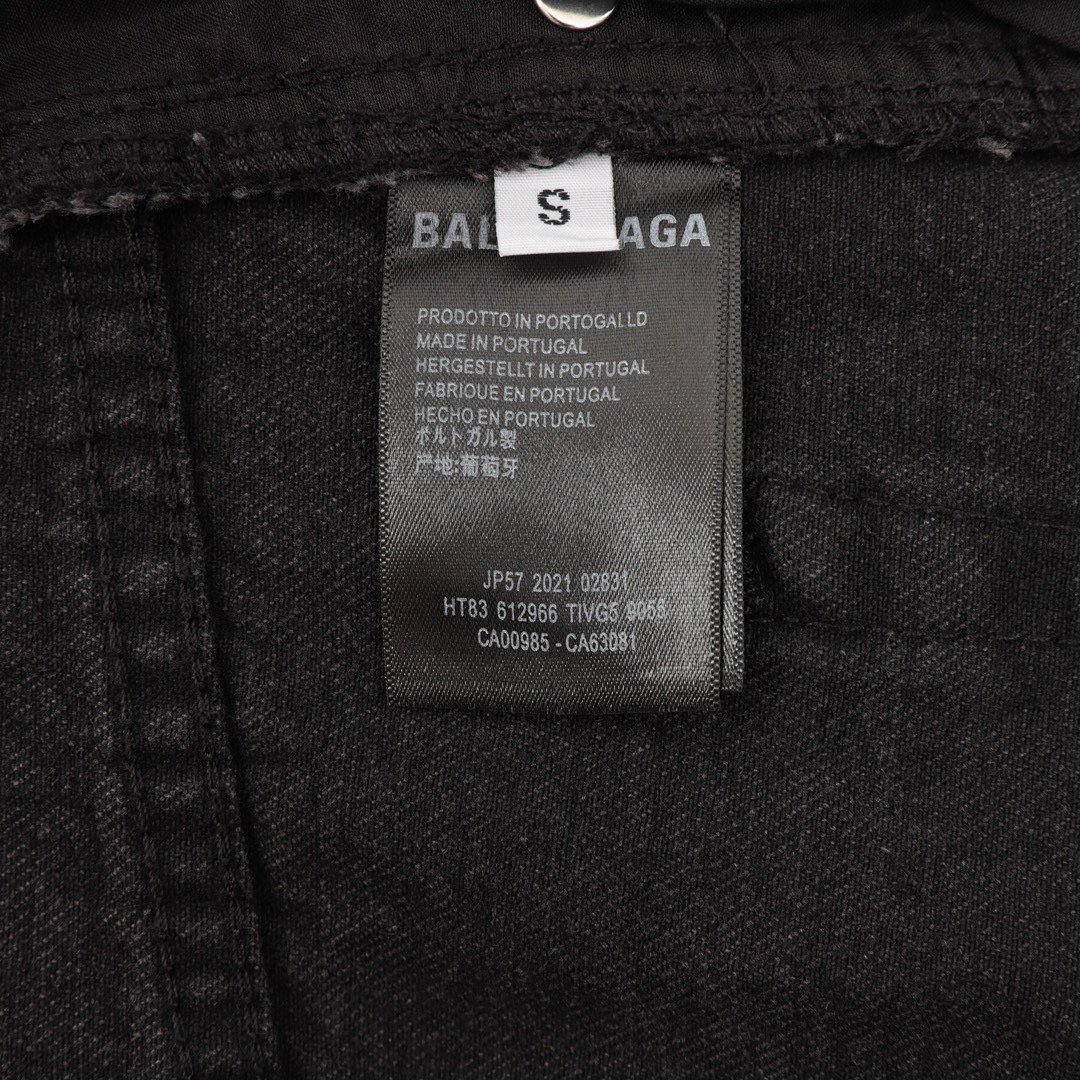 S
BAL AGA
PRODOTTO IN PORTOGALLD
MADE IN PORTUGAL
HERGESTELLT IN PORTUGAL
FABRIQUE EN PORTUGAL
HECHO EN PORTUGAL
ポルトガル製
产地:葡萄牙
JP57 2021 02831
HT83 612966 TIVG5 9055
CA00985 - CA63081